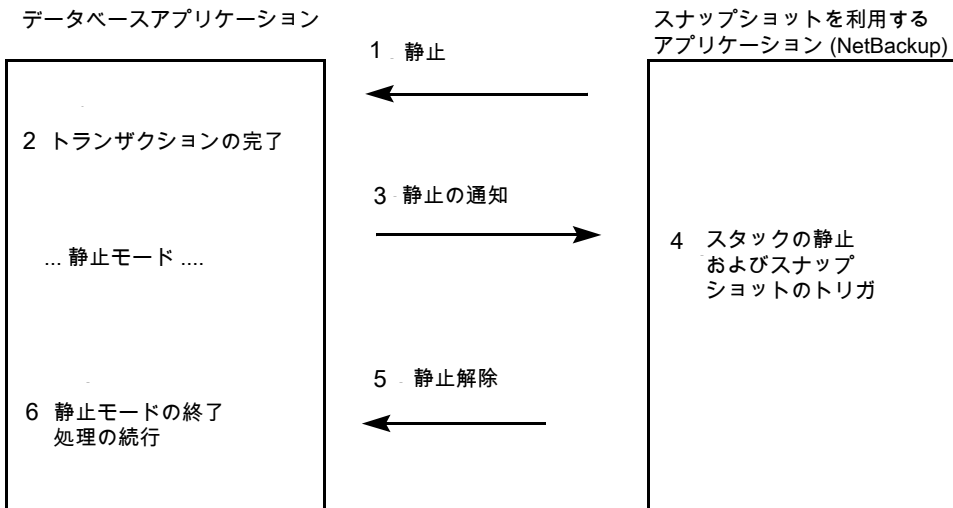 データベースアプリケーション
スナップショットを利用する
アプリケーション (NetBackup)
1 静止
2 トランザクションの完了
3 静止の通知
... 静止モード ....
4 スタックの静止
およびスナップ
ショットのトリガ
5 静止解除
6 静止モードの終了
処理の続行